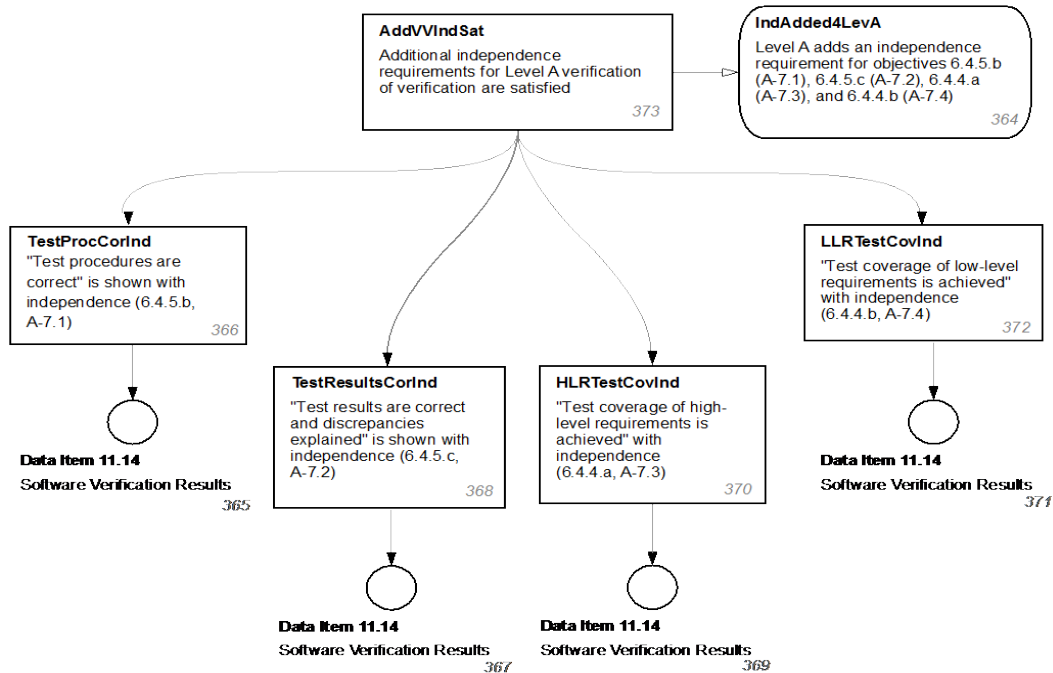 AddVVIndSat
Additional independence
requirements for Level A verification
of verification are satisfied
373
IndAdded4LevA
Level A adds an independence
requirement for objectives 6.4.5.b
(A-7.1), 6.4.5.c (A-7.2), 6.4.4.a
(A-7.3), and 6.4.4.b (A-7.4)
364
TestProcCorInd
"Test procedures are
correct" is shown with
independence (6.4.5.b,
A-7.1)
366
Data Item 11.14
Software Verification Results
365
TestResultsCorInd
"Test results are correct
and discrepancies
explained" is shown with
independence (6.4.5.c,
A-7.2)
368
Data Item 11.14
Software Verification Results
367
HLRTestCovInd
"Test coverage of high-
level requirements is
achieved" with
independence
(6.4.4.a, A-7.3)
370
Data Item 11.14
Software Verification Results
369
LLRTestCovInd
"Test coverage of low-level
requirements is achieved"
with independence
(6.4.4.b, A-7.4)
372
Data Item 11.14
Software Verification Results
371